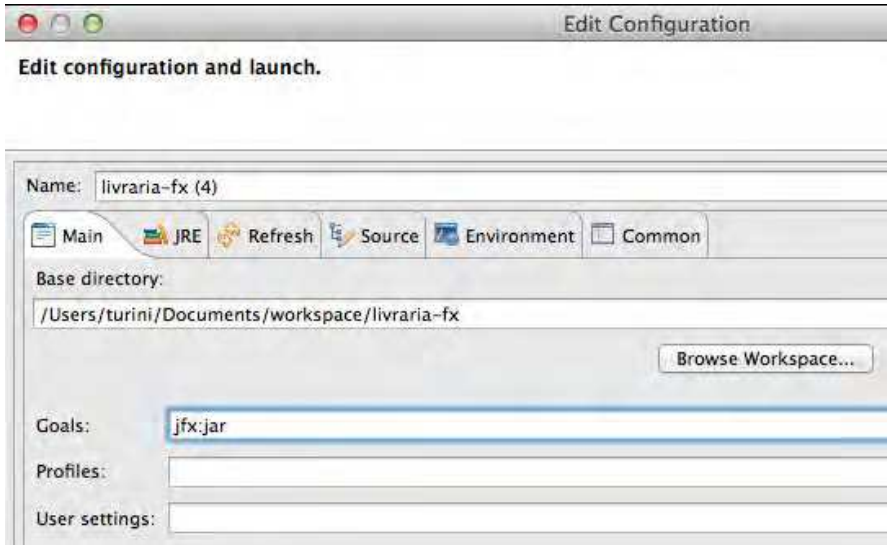 Edit Configuration
Edit configuration and launch.
Name: livraria-fx (4)
Main JRE Refresh Source Environment Common
Base directory:
/Users/turini/Documents/workspace/livraria-fx
Browse Workspace...
Goals: jfx:jar
Profiles:
User settings: